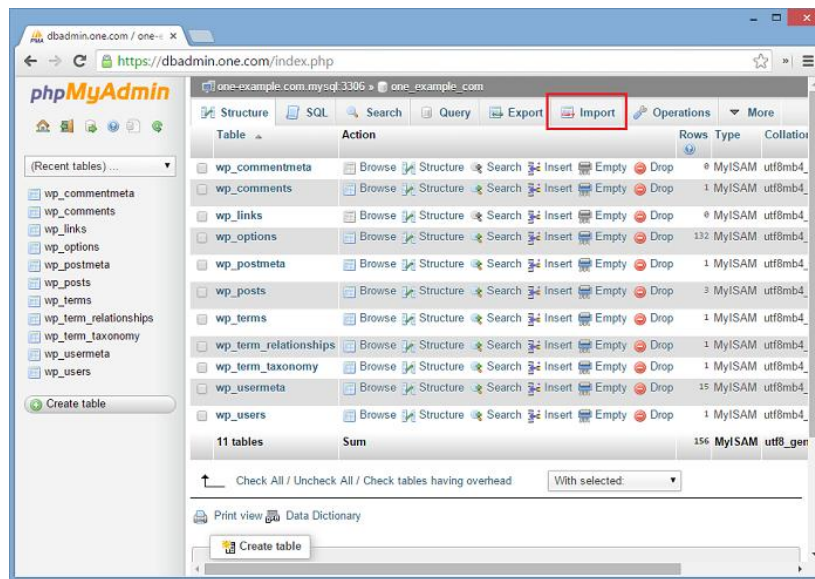 dbadmin.one.com / one-e
https://dbadmin.one.com/index.php
phpMyAdmin
(Recent tables) ...
wp_commentmeta
wp_comments
wp_links
wp_options
wp_postmeta
wp_posts
wp_terms
wp_term_relationships
wp_term_taxonomy
wp_usermeta
wp_users
Create table
one-example.com.mysql:3306 » one_example_com
Structure SQL Search Query Export Import Operations More
Table Action Rows Type Collation
wp_commentmeta Browse Structure Search Insert Empty Drop 0 MyISAM utf8mb4_
wp_comments Browse Structure Search Insert Empty Drop 1 MyISAM utf8mb4_
wp_links Browse Structure Search Insert Empty Drop 0 MyISAM utf8mb4_
wp_options Browse Structure Search Insert Empty Drop 132 MyISAM utf8mb4_
wp_postmeta Browse Structure Search Insert Empty Drop 1 MyISAM utf8mb4_
wp_posts Browse Structure Search Insert Empty Drop 3 MyISAM utf8mb4_
wp_terms Browse Structure Search Insert Empty Drop 1 MyISAM utf8mb4_
wp_term_relationships Browse Structure Search Insert Empty Drop 1 MyISAM utf8mb4_
wp_term_taxonomy Browse Structure Search Insert Empty Drop 1 MyISAM utf8mb4_
wp_usermeta Browse Structure Search Insert Empty Drop 15 MyISAM utf8mb4_
wp_users Browse Structure Search Insert Empty Drop 1 MyISAM utf8mb4_
11 tables Sum 156 MyISAM utf8_gen
Check All / Uncheck All / Check tables having overhead With selected:
Print view Data Dictionary
Create table